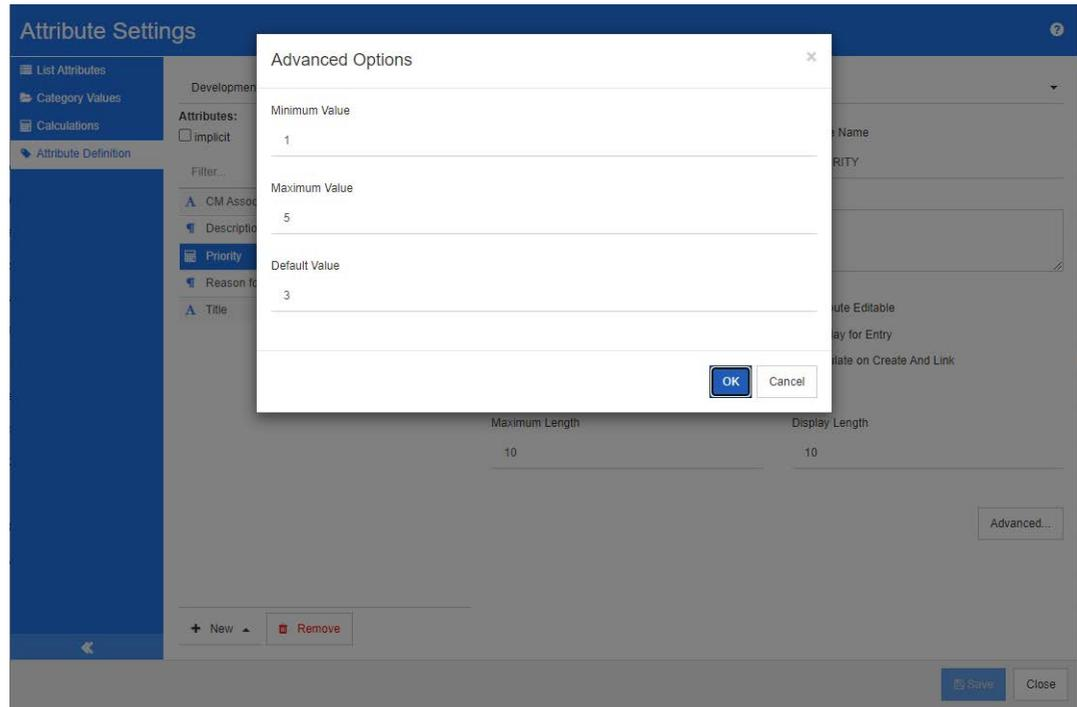 Attribute Settings
List Attributes
Category Values
Calculations
Attribute Definition
Developmen
Attributes:
implicit
Filter...
A CM Assoc
¶ Descriptio
Priority
¶ Reason fo
A Title
+ New
Remove
Advanced Options
×
Minimum Value
1
Maximum Value
5
Default Value
3
OK
Cancel
Name
RITY
ute Editable
ay for Entry
late on Create And Link
Maximum Length
10
Display Length
10
Advanced...
Save
Close